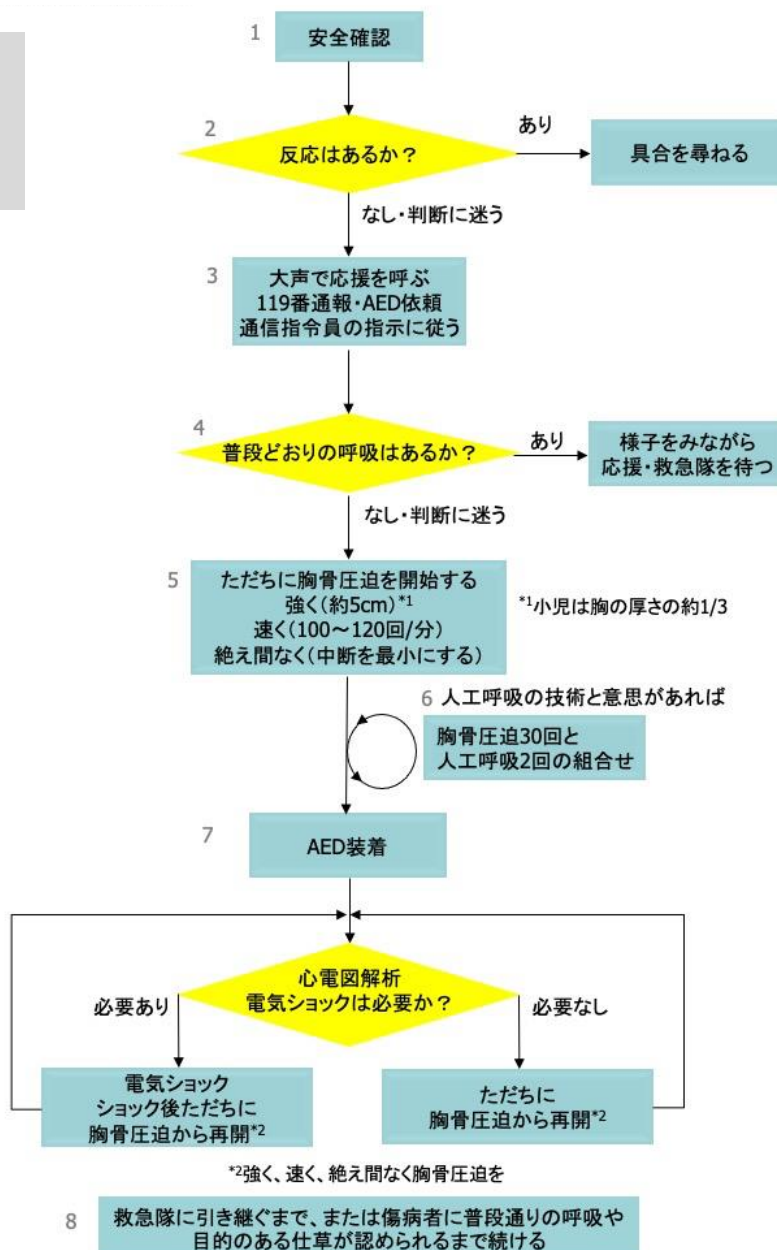 1
安全確認
2
反応はあるか？
あり
具合を尋ねる
なし・判断に迷う
3
大声で応援を呼ぶ
119番通報・AED依頼
通信指令員の指示に従う
4
普段どおりの呼吸はあるか？
あり
様子をみながら
応援・救急隊を待つ
なし・判断に迷う
5
ただちに胸骨圧迫を開始する
強く（約5cm）*1
速く（100～120回/分）
絶え間なく（中断を最小にする）
*1小児は胸の厚さの約1/3
6 人工呼吸の技術と意思があれば
胸骨圧迫30回と
人工呼吸2回の組合せ
7
AED装着
心電図解析
電気ショックは必要か？
必要あり
必要なし
電気ショック
ショック後ただちに
胸骨圧迫から再開*2
ただちに
胸骨圧迫から再開*2
*2強く、速く、絶え間なく胸骨圧迫を
8
救急隊に引き継ぐまで、または傷病者に普段通りの呼吸や
目的のある仕草が認められるまで続ける